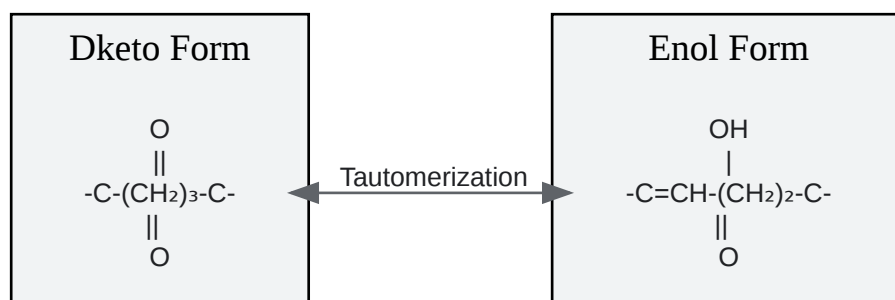 Dketo Form
O
||
-C-(CH₂)₃-C-
||
O
Tautomerization
Enol Form
OH
|
-C=CH-(CH₂)₂-C-
||
O